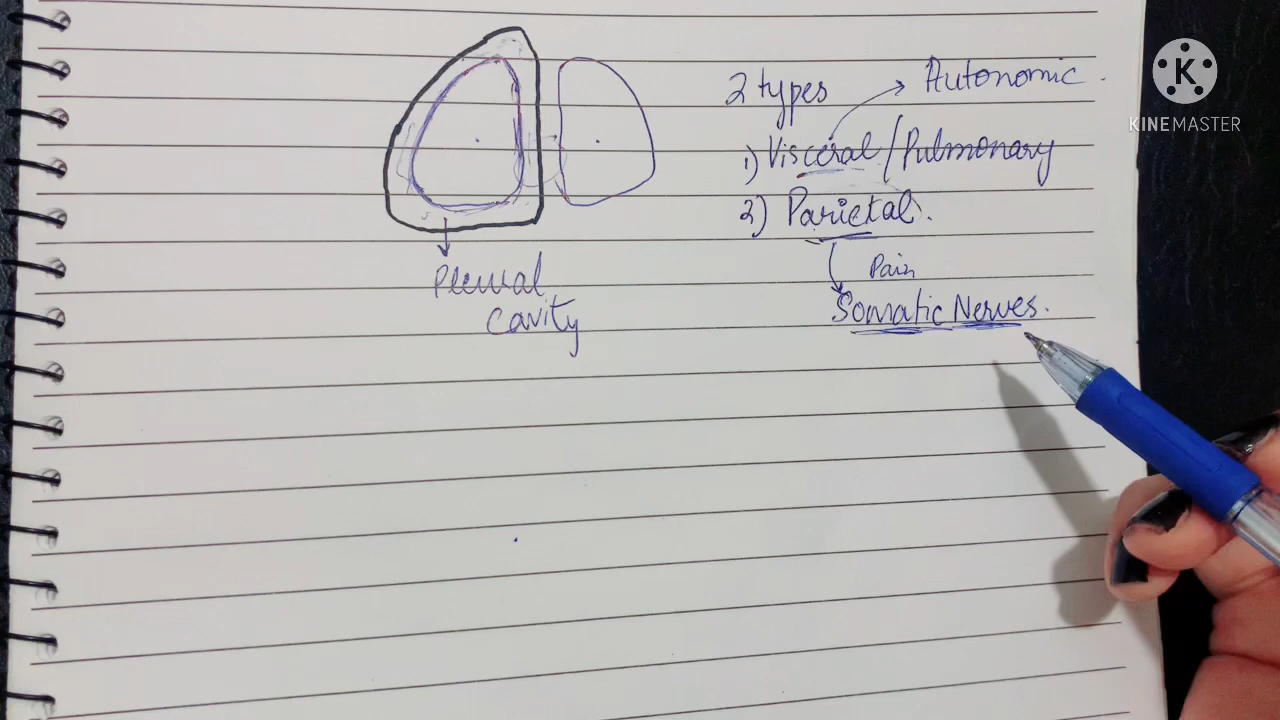 2 types
Autonomic.
1) Visceral/Pulmonary
2) Parietal.
Pain
Somatic Nerves.
Pleural
cavity
K
KINEMASTER